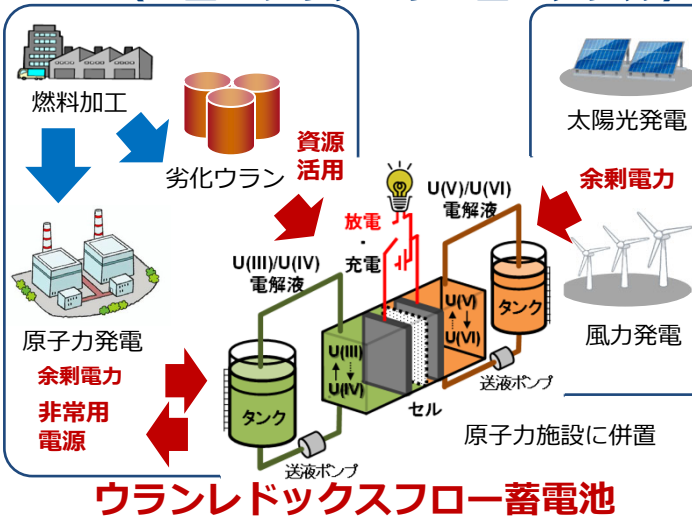 燃料加工
劣化ウラン
資源
活用
太陽光発電
余剰電力
風力発電
原子力発電
余剰電力
非常用
電源
放電
・
充電
U(III)/U(IV)
電解液
U(V)/U(VI)
電解液
タンク
U(III)
U(IV)
U(V)
U(VI)
タンク
セル
送液ポンプ
送液ポンプ
原子力施設に併置
ウランレドックスフロー蓄電池